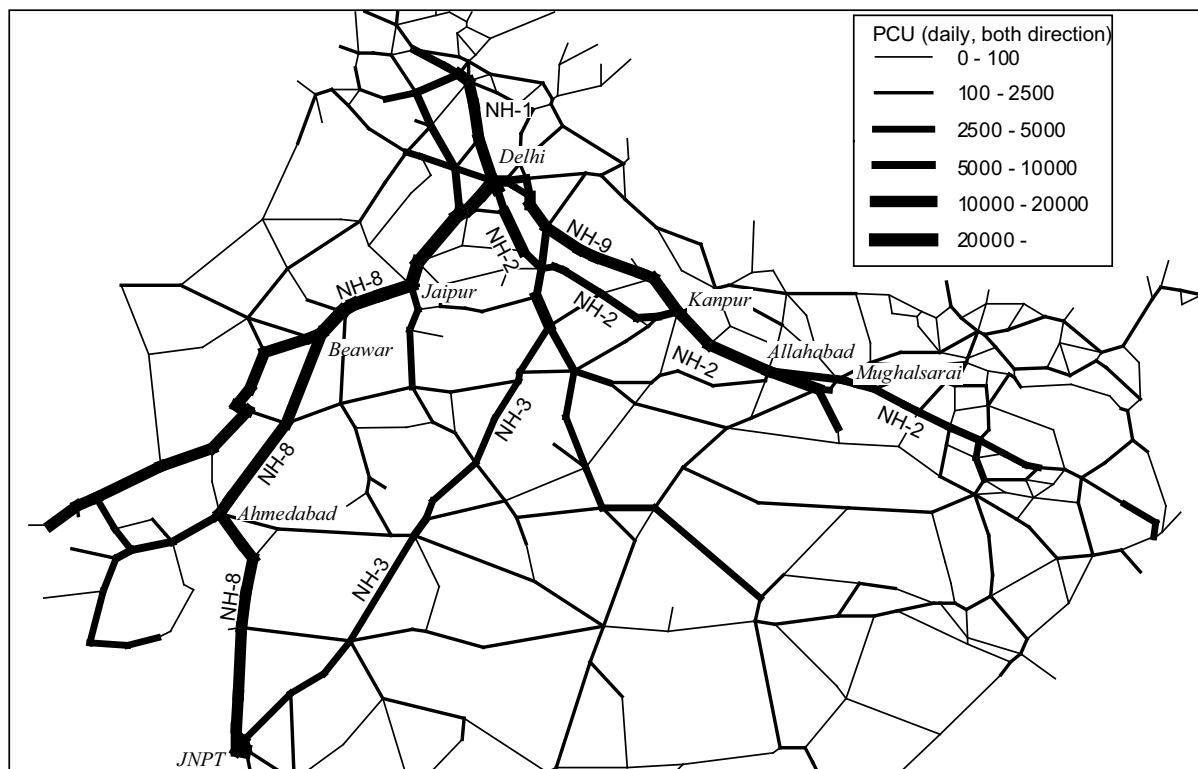 PCU (daily, both direction)
0 - 100
100 - 2500
2500 - 5000
5000 - 10000
10000 - 20000
20000 -
NH-1
Delhi
NH-2
NH-9
NH-8
Jaipur
NH-2
Kanpur
Beawar
NH-2
Allahabad
Mughalsarai
NH-3
NH-2
NH-8
Ahmedabad
NH-8
NH-3
JNPT